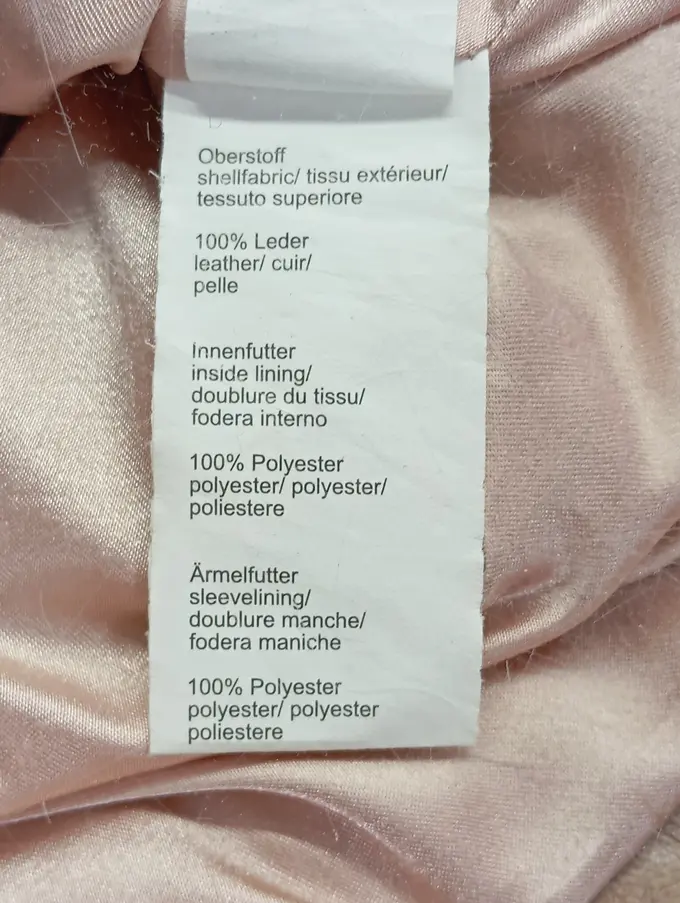 Oberstoff
shellfabric/ tissu extérieur/
tessuto superiore
100% Leder
leather/ cuir/
pelle
Innenfutter
inside lining/
doublure du tissu/
fodera interno
100% Polyester
polyester/ polyester/
poliestere
Ärmelfutter
sleevelining/
doublure manche/
fodera maniche
100% Polyester
polyester/ polyester
poliestere